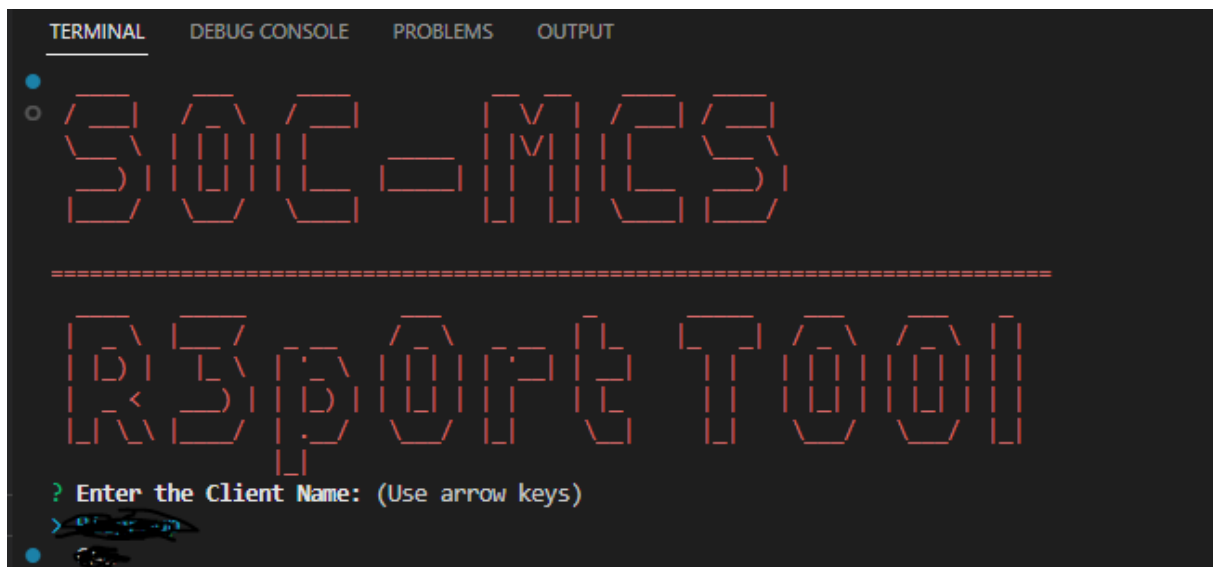 TERMINAL DEBUG CONSOLE PROBLEMS OUTPUT
SOC-MCS
=============================================================================
R3p0rt T00l
? Enter the Client Name: (Use arrow keys)
>